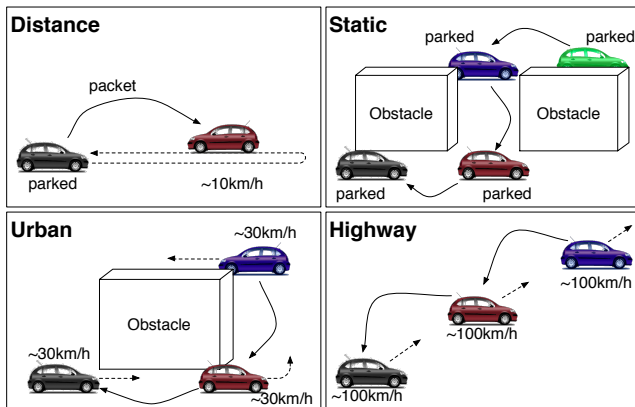 Distance
packet
parked
~10km/h
Static
parked
parked
Obstacle
Obstacle
parked
parked
Urban
~30km/h
Obstacle
~30km/h
~30km/h
Highway
~100km/h
~100km/h
~100km/h